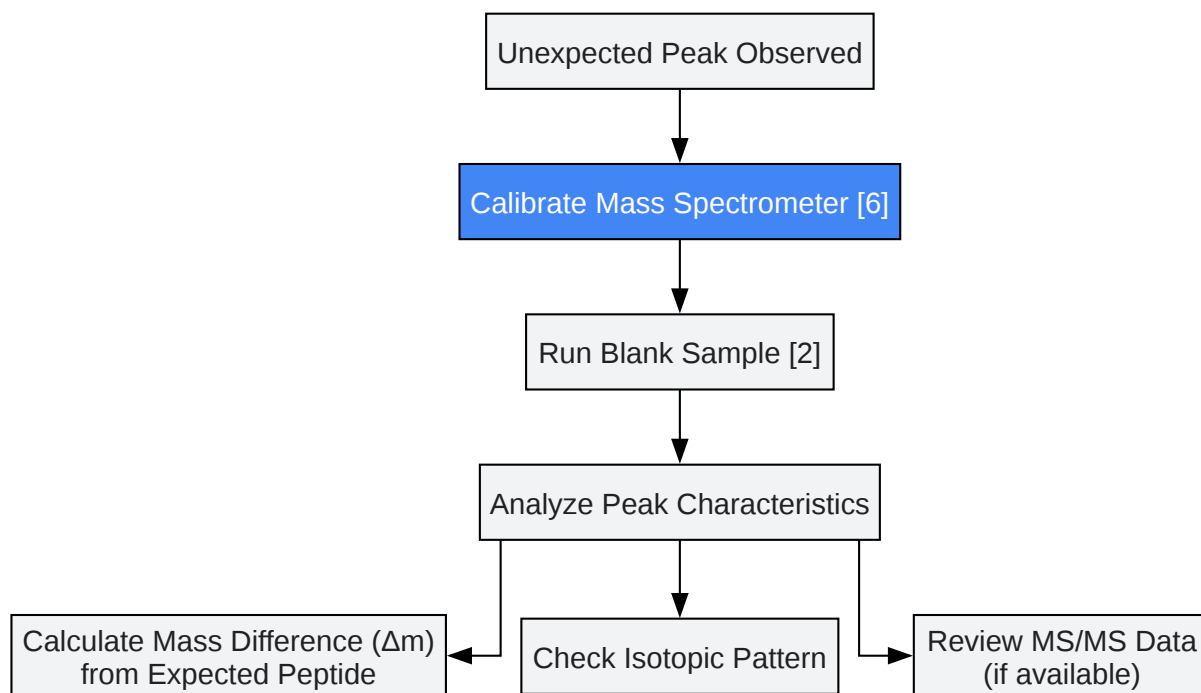 Unexpected Peak Observed
Calibrate Mass Spectrometer [6]
Run Blank Sample [2]
Analyze Peak Characteristics
Calculate Mass Difference (Δm)
from Expected Peptide
Check Isotopic Pattern
Review MS/MS Data
(if available)